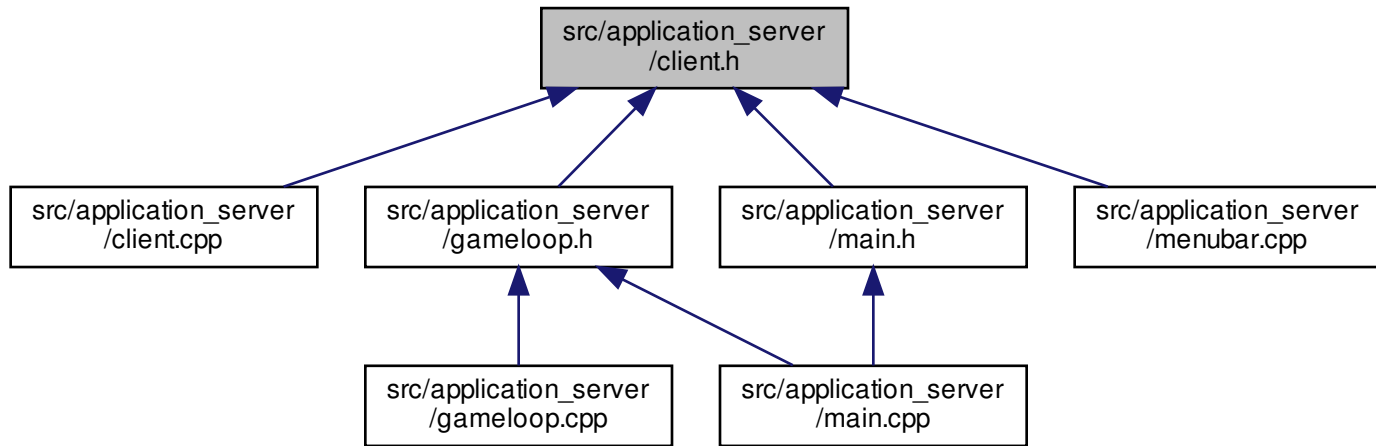 src/application_server
/client.h
src/application_server
/client.cpp
src/application_server
/gameloop.h
src/application_server
/main.h
src/application_server
/menubar.cpp
src/application_server
/gameloop.cpp
src/application_server
/main.cpp